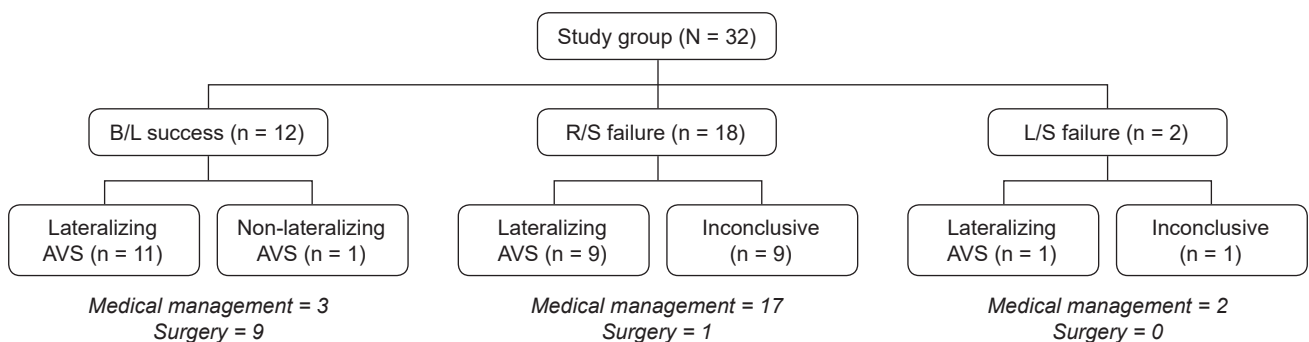 Study group (N = 32)
B/L success (n = 12)
R/S failure (n = 18)
L/S failure (n = 2)
Lateralizing
AVS (n = 11)
Non-lateralizing
AVS (n = 1)
Lateralizing
AVS (n = 9)
Inconclusive
(n = 9)
Lateralizing
AVS (n = 1)
Inconclusive
(n = 1)
Medical management = 3
Surgery = 9
Medical management = 17
Surgery = 1
Medical management = 2
Surgery = 0